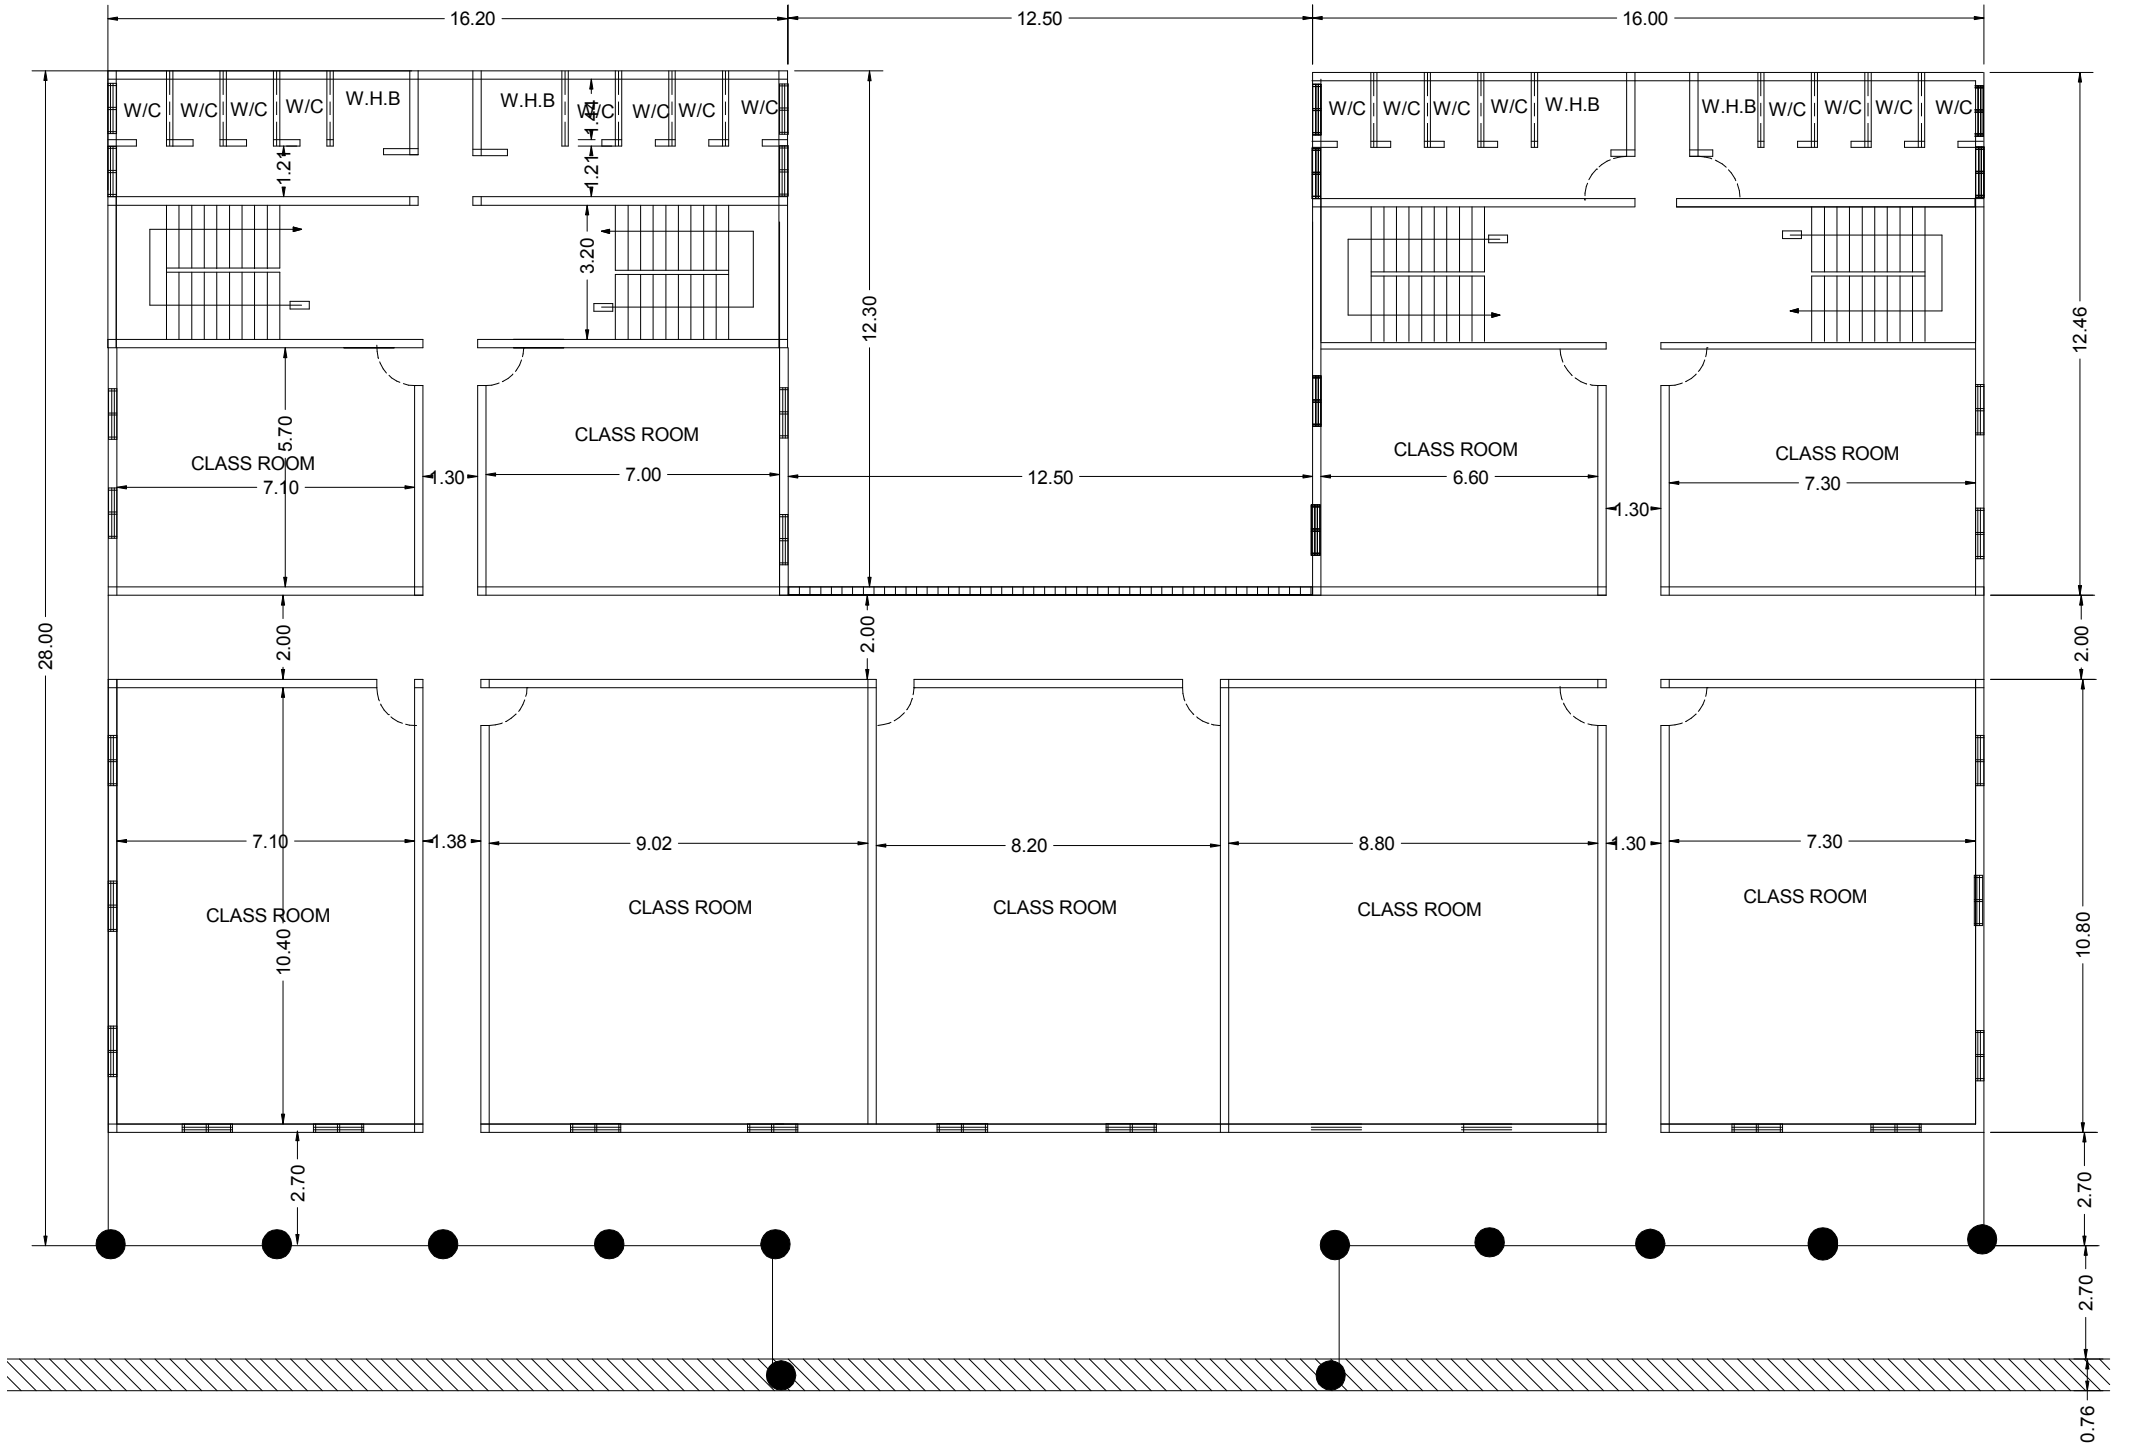 16.20
12.50
16.00
W/C
W/C
W/C
W/C
W.H.B
W.H.B
W/C
W/C
W/C
W/C
W/C
W/C
W/C
W/C
W.H.B
W.H.B
W/C
W/C
W/C
W/C
1.44
1.21
1.21
3.20
12.30
12.46
CLASS ROOM
5.70
7.10
1.30
CLASS ROOM
7.00
12.50
CLASS ROOM
6.60
1.30
CLASS ROOM
7.30
28.00
2.00
2.00
2.00
7.10
1.38
9.02
8.20
8.80
1.30
7.30
CLASS ROOM
CLASS ROOM
CLASS ROOM
CLASS ROOM
CLASS ROOM
10.40
10.80
2.70
2.70
2.70
0.76